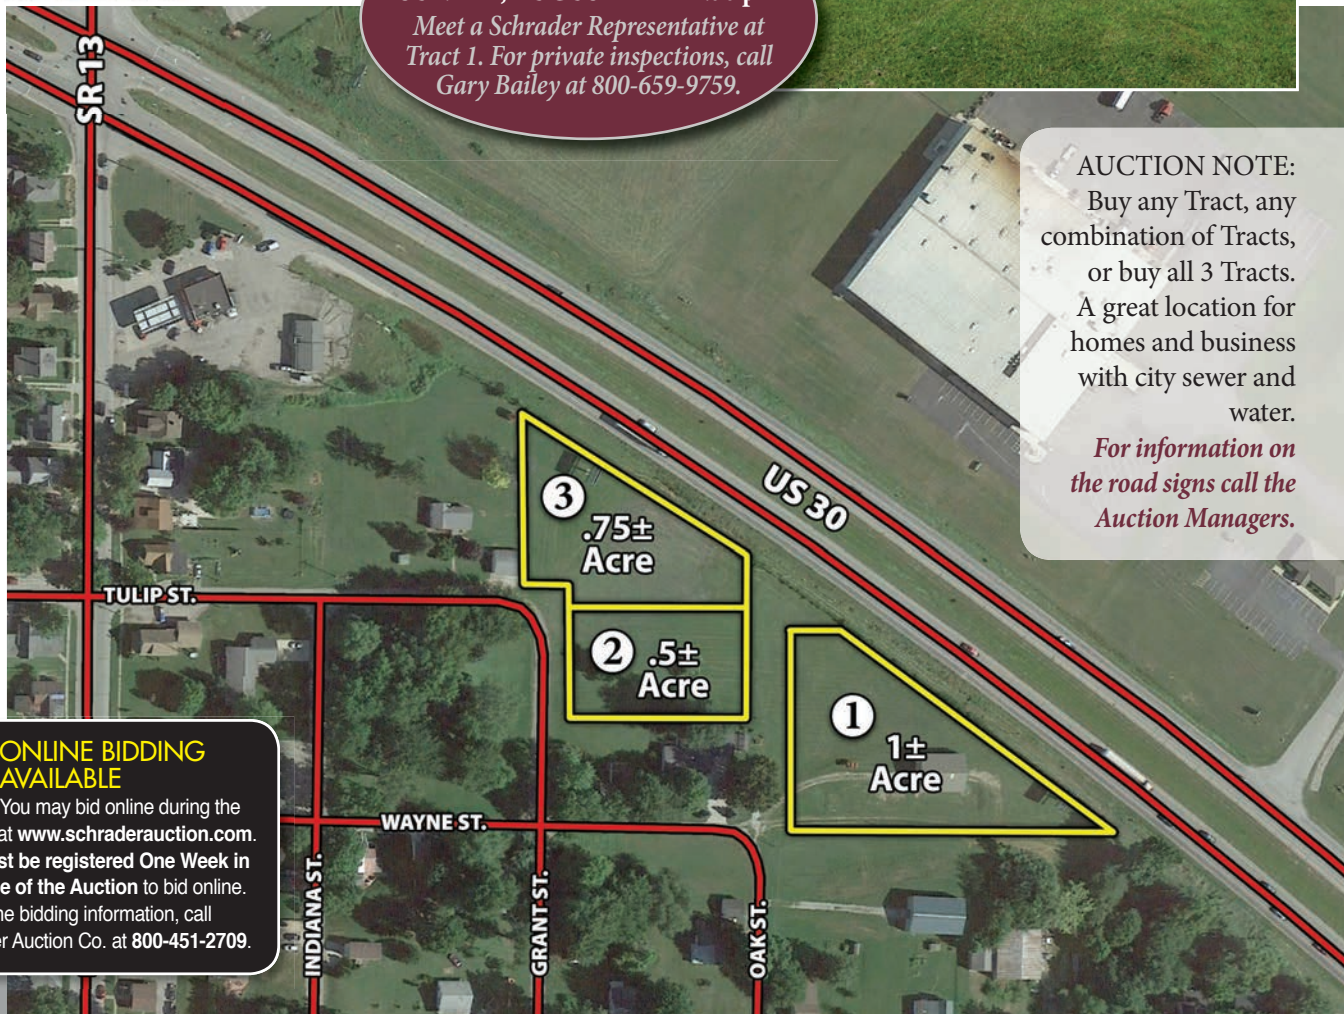 Meet a Schrader Representative at
Tract 1. For private inspections, call
Gary Bailey at 800-659-9759.
AUCTION NOTE:
Buy any Tract, any
combination of Tracts,
or buy all 3 Tracts.
A great location for
homes and business
with city sewer and
water.
For information on
the road signs call the
Auction Managers.
SR 13
US 30
3
.75±
Acre
TULIP ST.
2
.5±
Acre
1
1±
Acre
WAYNE ST.
INDIANA ST.
GRANT ST.
OAK ST.
ONLINE BIDDING
AVAILABLE
You may bid online during the
at www.schraderauction.com.
st be registered One Week in
e of the Auction to bid online.
ne bidding information, call
er Auction Co. at 800-451-2709.